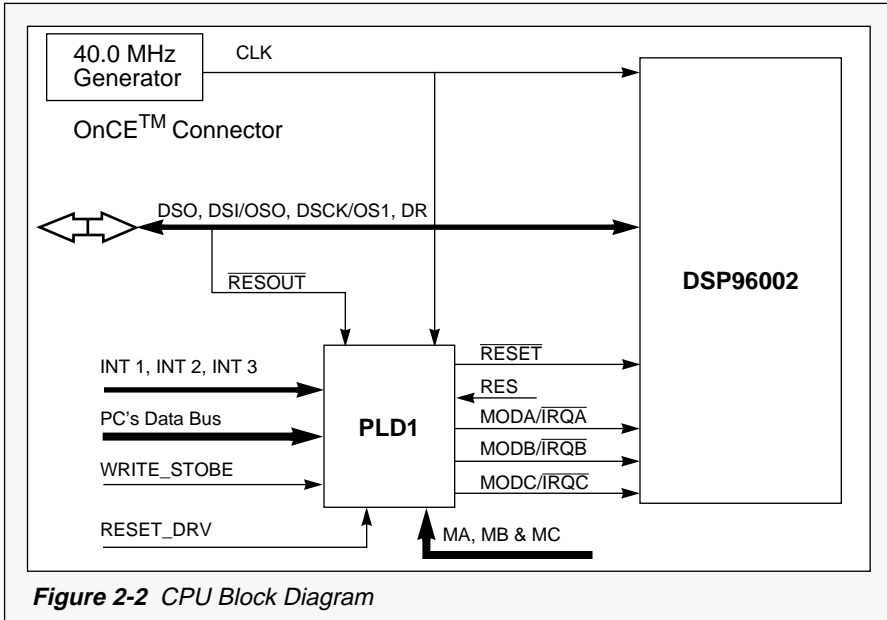 40.0 MHz
Generator
CLK
OnCE™ Connector
DSO, DSI/OSO, DSCK/OS1, DR
DSP96002
RESOUT
INT 1, INT 2, INT 3
RESET
RES
PC's Data Bus
PLD1
MODA/IRQA
MODB/IRQB
WRITE_STOBE
MODC/IRQC
RESET_DRV
MA, MB & MC
Figure 2-2 CPU Block Diagram